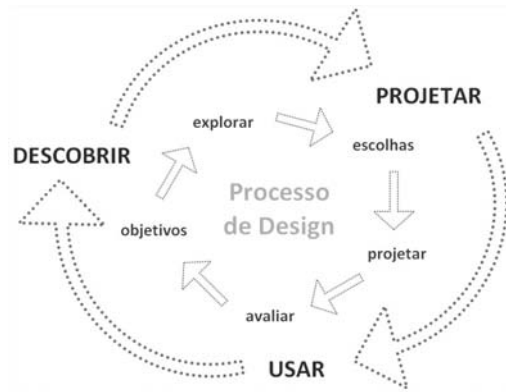 PROJETAR
explorar
escolhas
DESCOBRIR
Processo
de Design
objetivos
projetar
avaliar
USAR